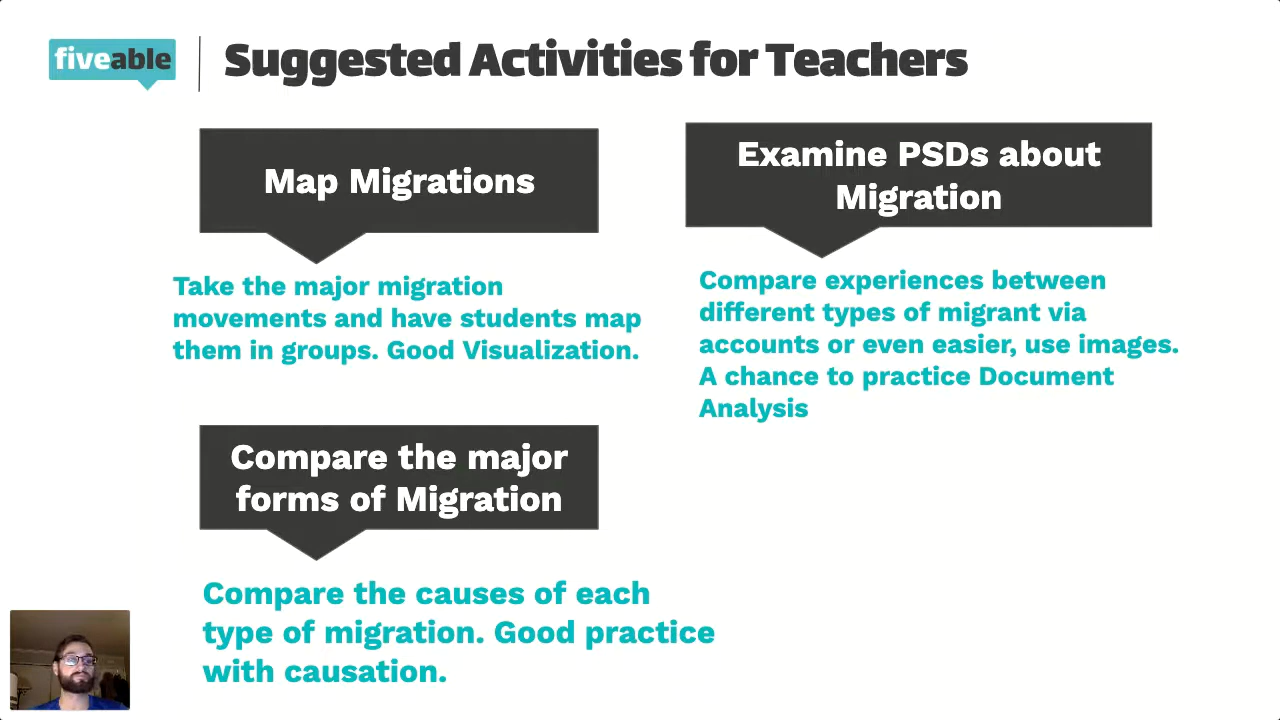 fiveable
Suggested Activities for Teachers
Map Migrations
Take the major migration
movements and have students map
them in groups. Good Visualization.
Examine PSDs about
Migration
Compare experiences between
different types of migrant via
accounts or even easier, use images.
A chance to practice Document
Analysis
Compare the major
forms of Migration
Compare the causes of each
type of migration. Good practice
with causation.